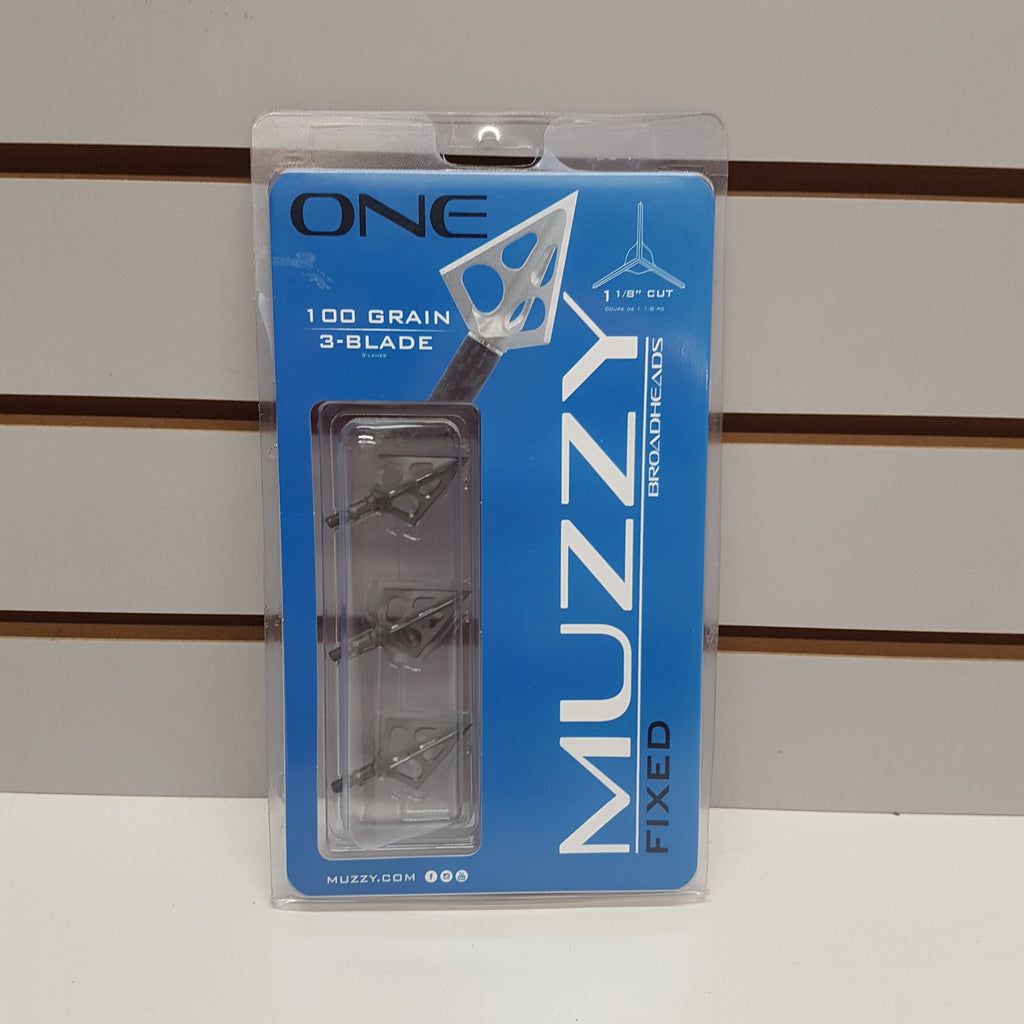 ONE
100 GRAIN
3-BLADE
3-LAMES
1 1/8" CUT
COUPE DE 1 1/8 PO
MUZZY
BROADHEADS
FIXED
MUZZY.COM